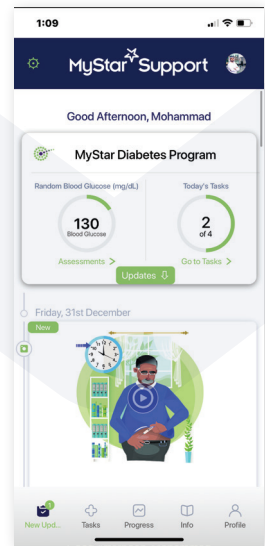 1:09
MyStar Support
Good Afternoon, Mohammad
MyStar Diabetes Program
Random Blood Glucose (mg/dL)
130
Blood Glucose
Assessments >
Today's Tasks
2
of 4
Go to Tasks >
Updates
Friday, 31st December
New
1
New Upd...
Tasks
Progress
Info
Profile